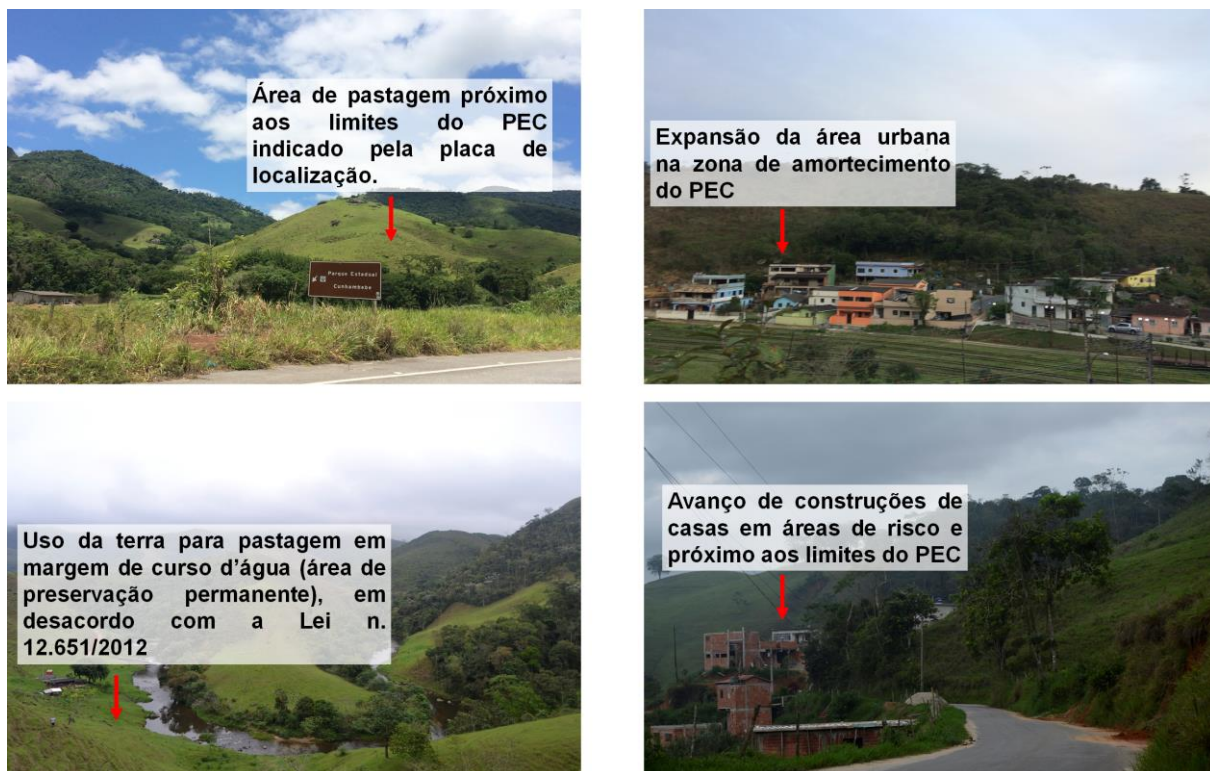 Área de pastagem próximo
aos limites do PEC
indicado pela placa de
localização.
Parque Estadual
Cunhambebe
Expansão da área urbana
na zona de amortecimento
do PEC
Uso da terra para pastagem em
margem de curso d'água (área de
preservação permanente), em
desacordo com a Lei n.
12.651/2012
Avanço de construções de
casas em áreas de risco e
próximo aos limites do PEC